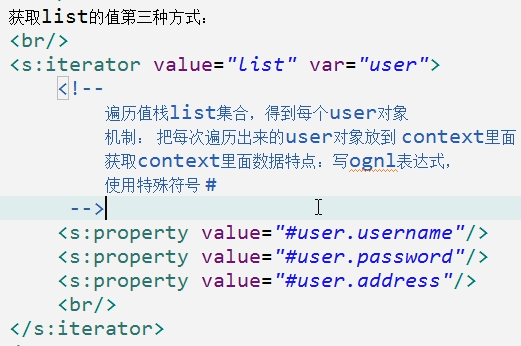 获取list的值第三种方式：
<br/>
<s:iterator value="list" var="user">
<!--
遍历值栈list集合，得到每个user对象
机制： 把每次遍历出来的user对象放到 context里面
获取context里面数据特点：写ognl表达式，
使用特殊符号 #
-->
<s:property value="#user.username"/>
<s:property value="#user.password"/>
<s:property value="#user.address"/>
<br/>
</s:iterator>